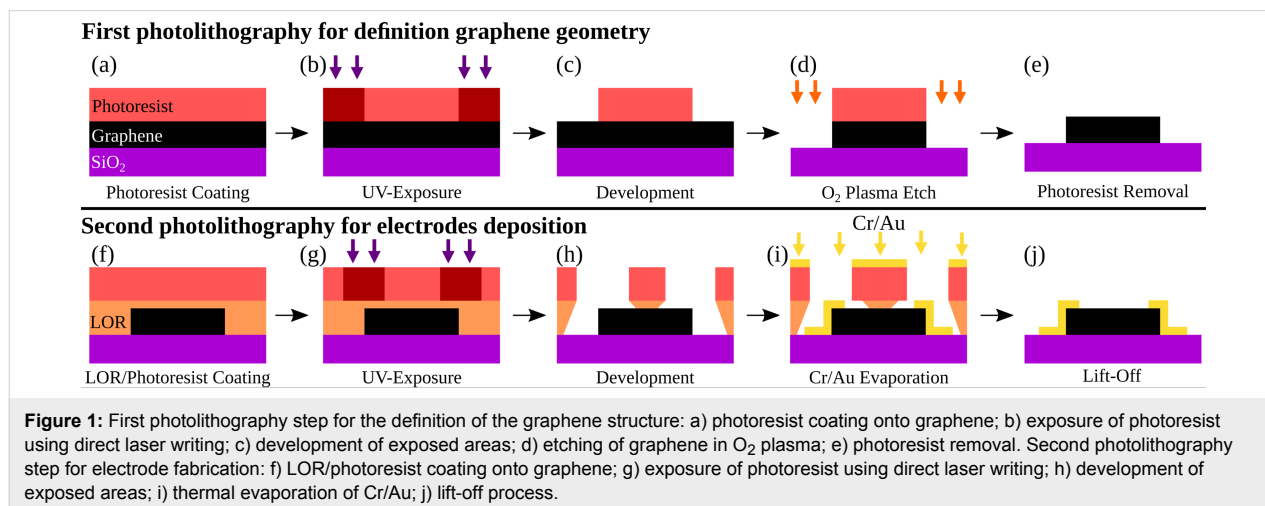 First photolithography for definition graphene geometry
(a) (b) (c) (d) (e)
Photoresist
Graphene
SiO2
Photoresist Coating UV-Exposure Development O2 Plasma Etch Photoresist Removal
Second photolithography for electrodes deposition
Cr/Au
(f) (g) (h) (i) (j)
LOR
LOR/Photoresist Coating UV-Exposure Development Cr/Au Evaporation Lift-Off
Figure 1: First photolithography step for the definition of the graphene structure: a) photoresist coating onto graphene; b) exposure of photoresist
using direct laser writing; c) development of exposed areas; d) etching of graphene in O2 plasma; e) photoresist removal. Second photolithography
step for electrode fabrication: f) LOR/photoresist coating onto graphene; g) exposure of photoresist using direct laser writing; h) development of
exposed areas; i) thermal evaporation of Cr/Au; j) lift-off process.